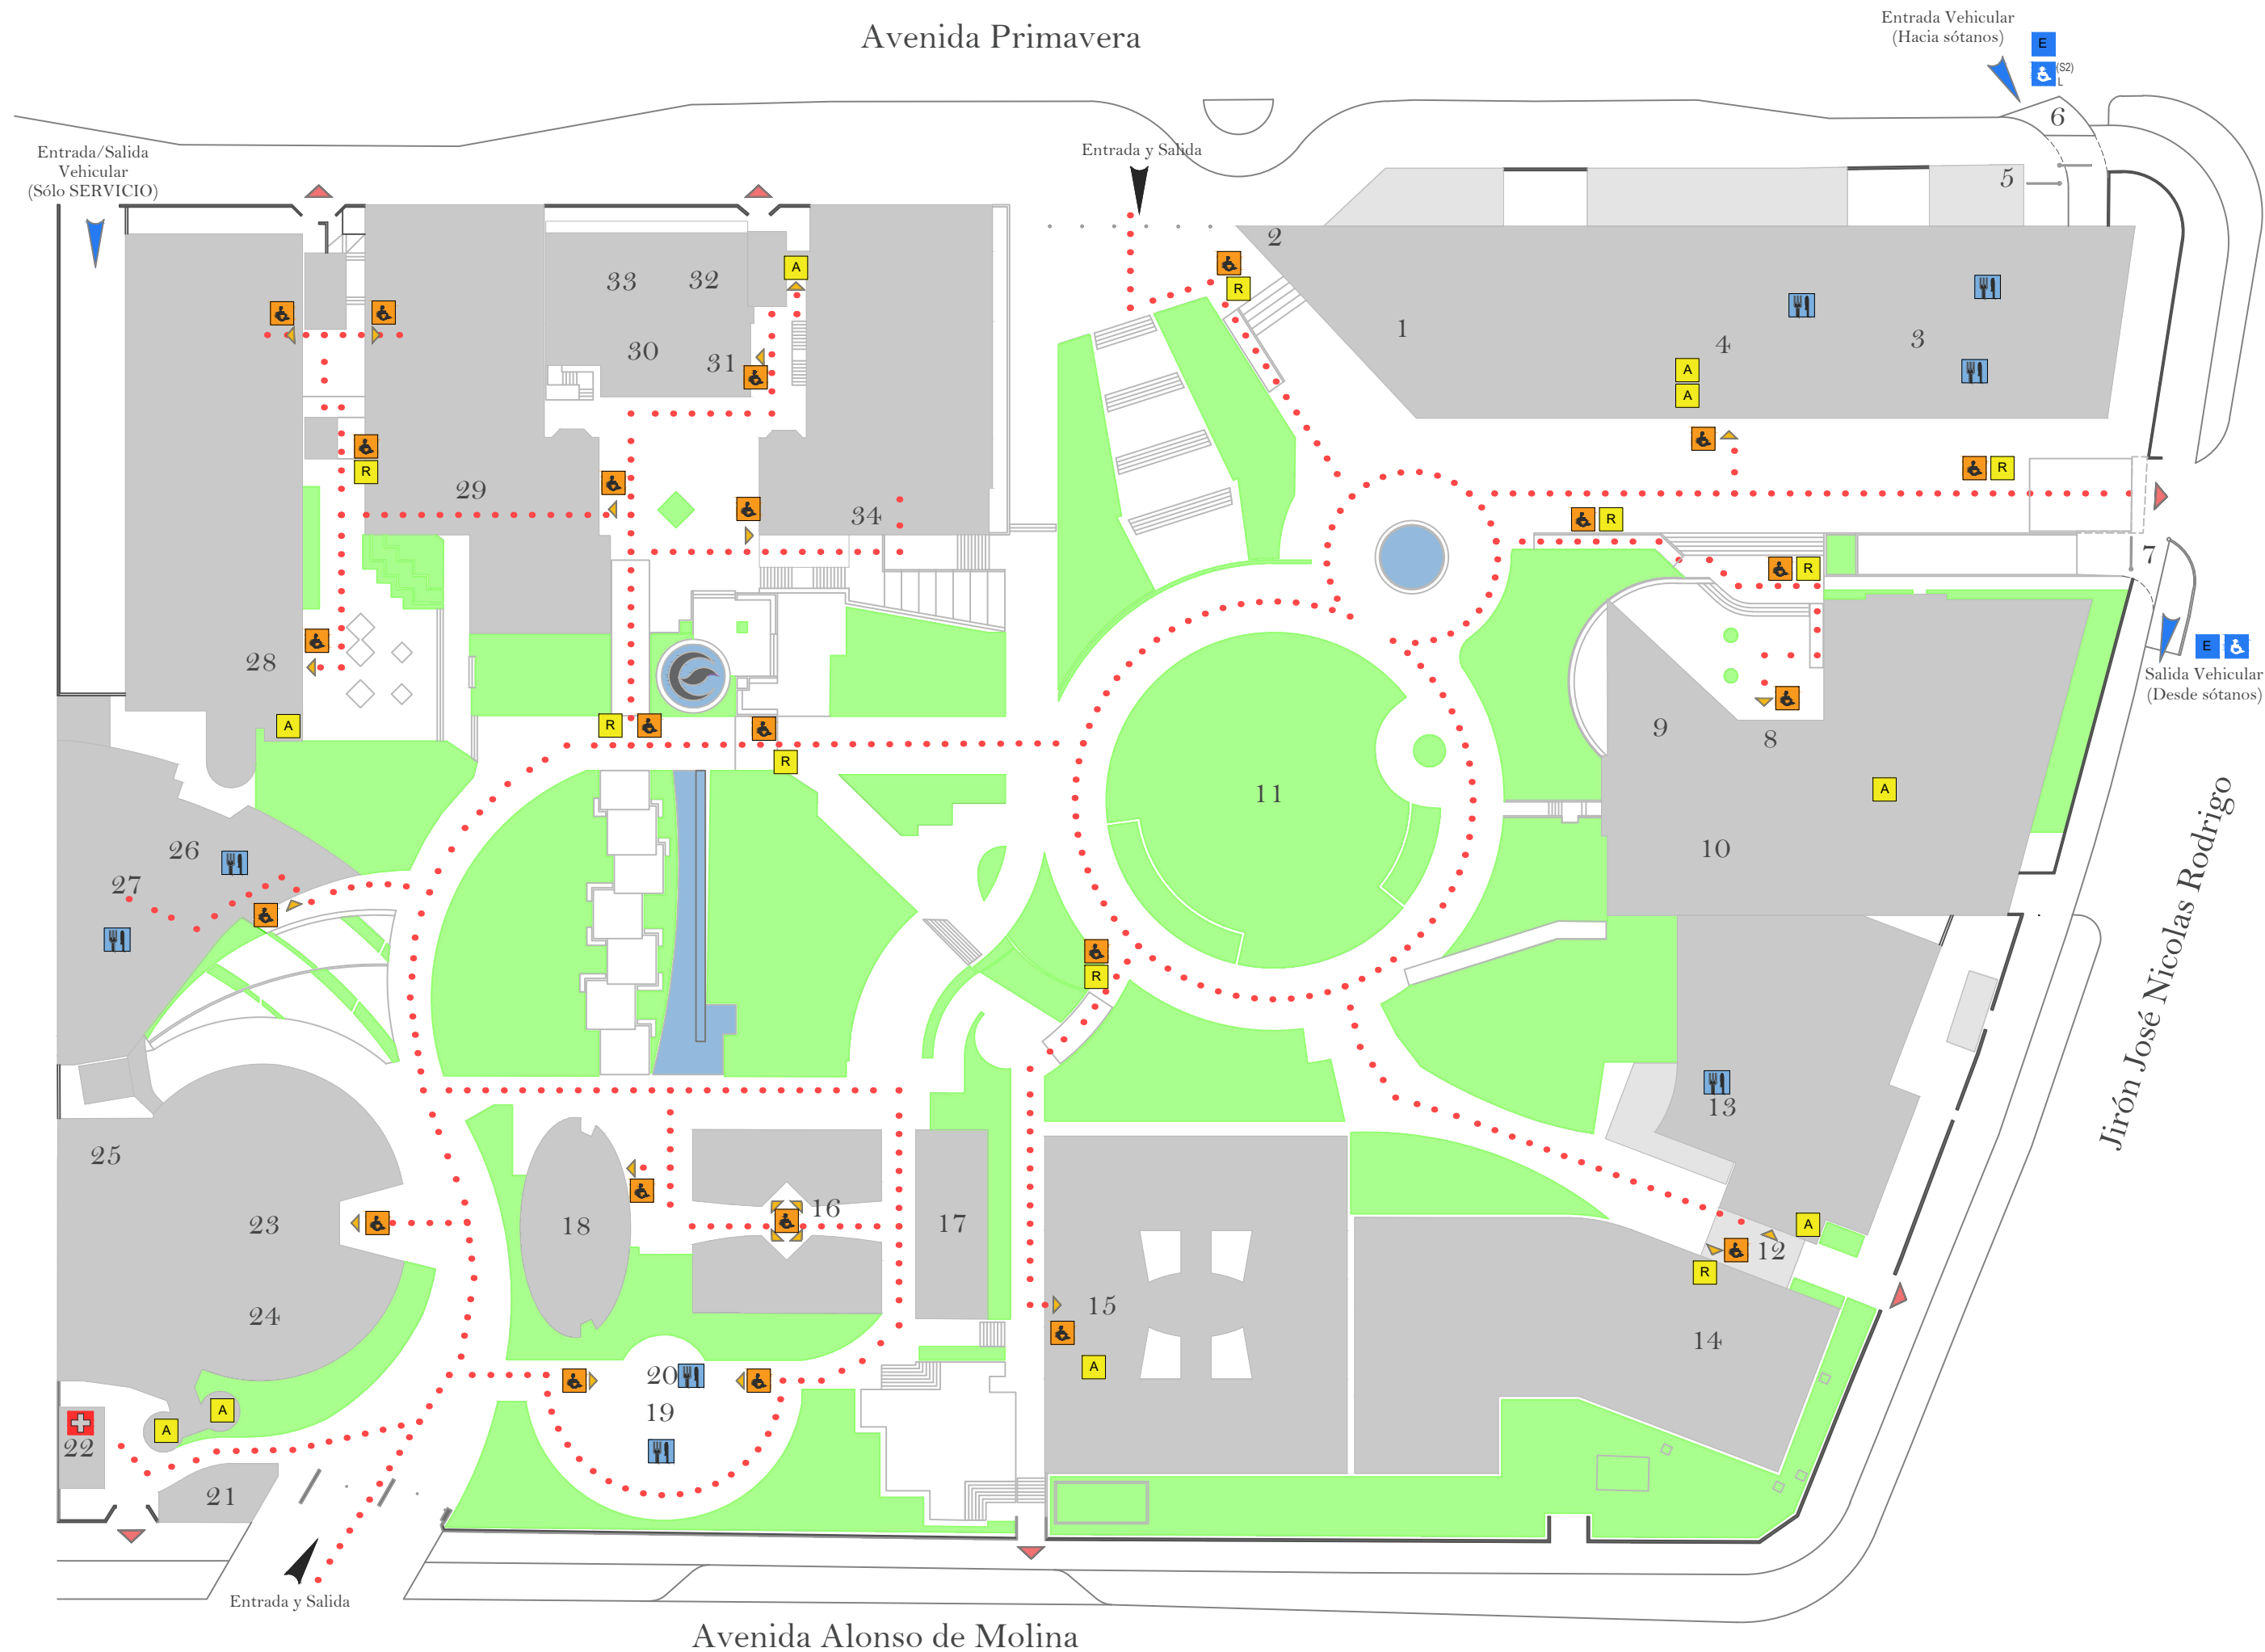 Avenida Primavera
Entrada Vehicular
(Hacia sótanos)
E
(S2)
L
6
Entrada/Salida
Vehicular
(Sólo SERVICIO)
Entrada y Salida
5
2
A
33
32
R
1
4
3
30
31
A
A
R
29
34
R
R
7
R
E
Salida Vehicular
(Desde sótanos)
28
A
R
R
9
8
A
11
10
26
27
R
Jirón José Nicolas Rodrigo
13
25
23
18
16
17
A
12
R
24
15
14
A
20
19
A
A
22
21
Entrada y Salida
Avenida Alonso de Molina